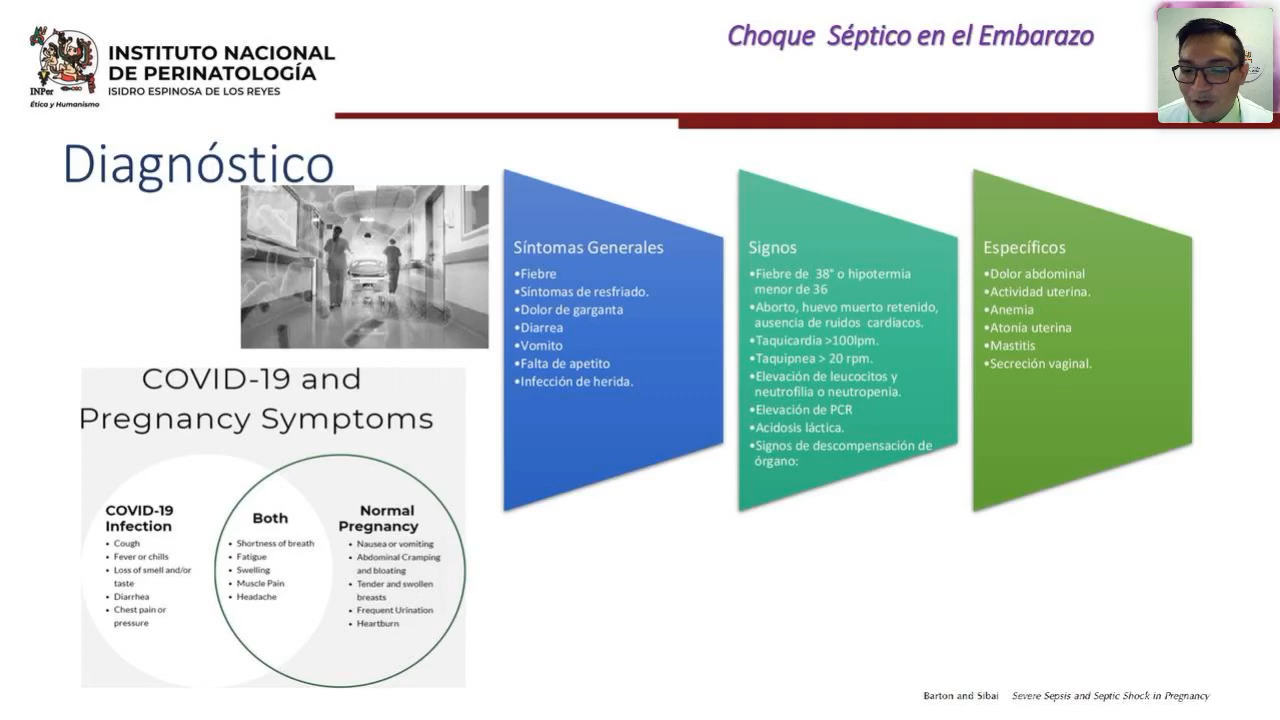 INPer
Ética y Humanismo
INSTITUTO NACIONAL
DE PERINATOLOGÍA
ISIDRO ESPINOSA DE LOS REYES
Choque Séptico en el Embarazo
Diagnóstico
Síntomas Generales
•Fiebre
•Síntomas de resfriado.
•Dolor de garganta
•Diarrea
•Vomito
•Falta de apetito
•Infección de herida.
Signos
•Fiebre de 38° o hipotermia
menor de 36
•Aborto, huevo muerto retenido,
ausencia de ruidos cardiacos.
•Taquicardia >100lpm.
•Taquipnea > 20 rpm.
•Elevación de leucocitos y
neutrofilia o neutropenia.
•Elevación de PCR
•Acidosis láctica.
•Signos de descompensación de
órgano:
Específicos
•Dolor abdominal
•Actividad uterina.
•Anemia
•Atonía uterina
•Mastitis
•Secreción vaginal.
COVID-19 and
Pregnancy Symptoms
COVID-19
Infection
• Cough
• Fever or chills
• Loss of smell and/or
taste
• Diarrhea
• Chest pain or
pressure
Both
• Shortness of breath
• Fatigue
• Swelling
• Muscle Pain
• Headache
Normal
Pregnancy
• Nausea or vomiting
• Abdominal Cramping
and bloating
• Tender and swollen
breasts
• Frequent Urination
• Heartburn
Barton and Sibai Severe Sepsis and Septic Shock in Pregnancy